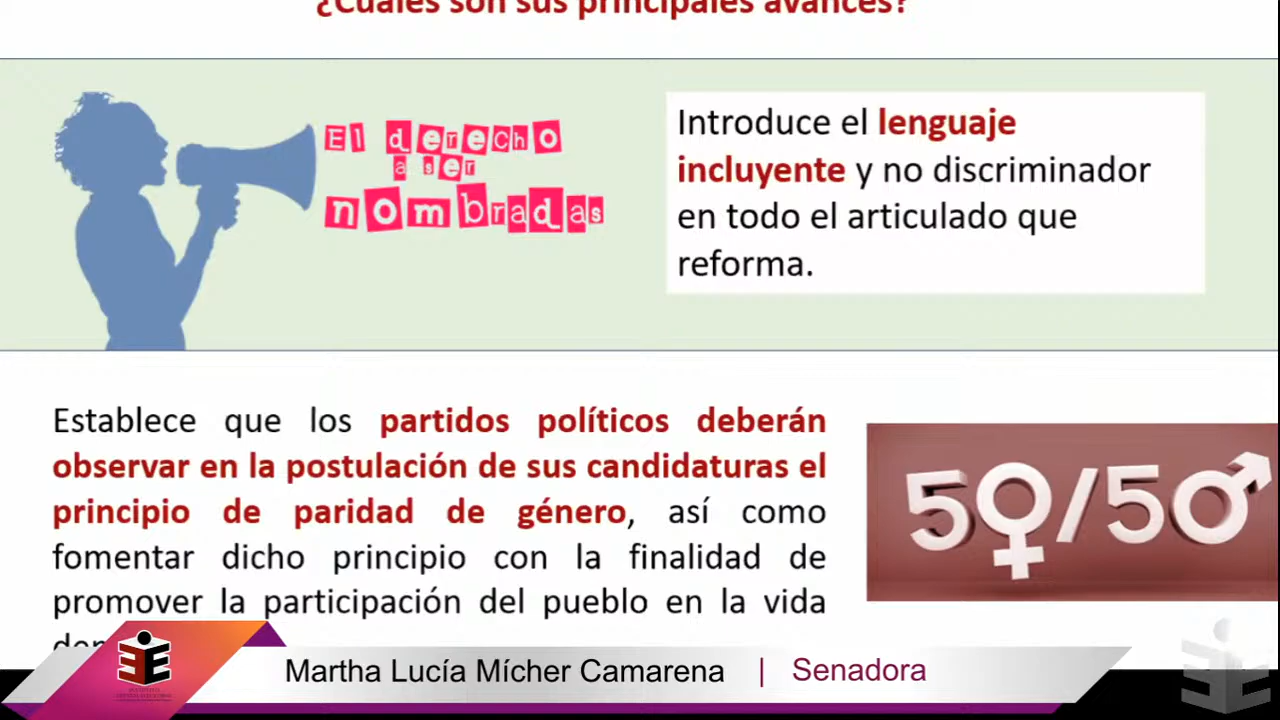 ¿Cuáles son sus principales avances?
El derecho
a ser
nombradas
Introduce el lenguaje
incluyente y no discriminador
en todo el articulado que
reforma.
Establece que los partidos políticos deberán
observar en la postulación de sus candidaturas el
principio de paridad de género, así como
fomentar dicho principio con la finalidad de
promover la participación del pueblo en la vida
50/50
Martha Lucía Mícher Camarena | Senadora